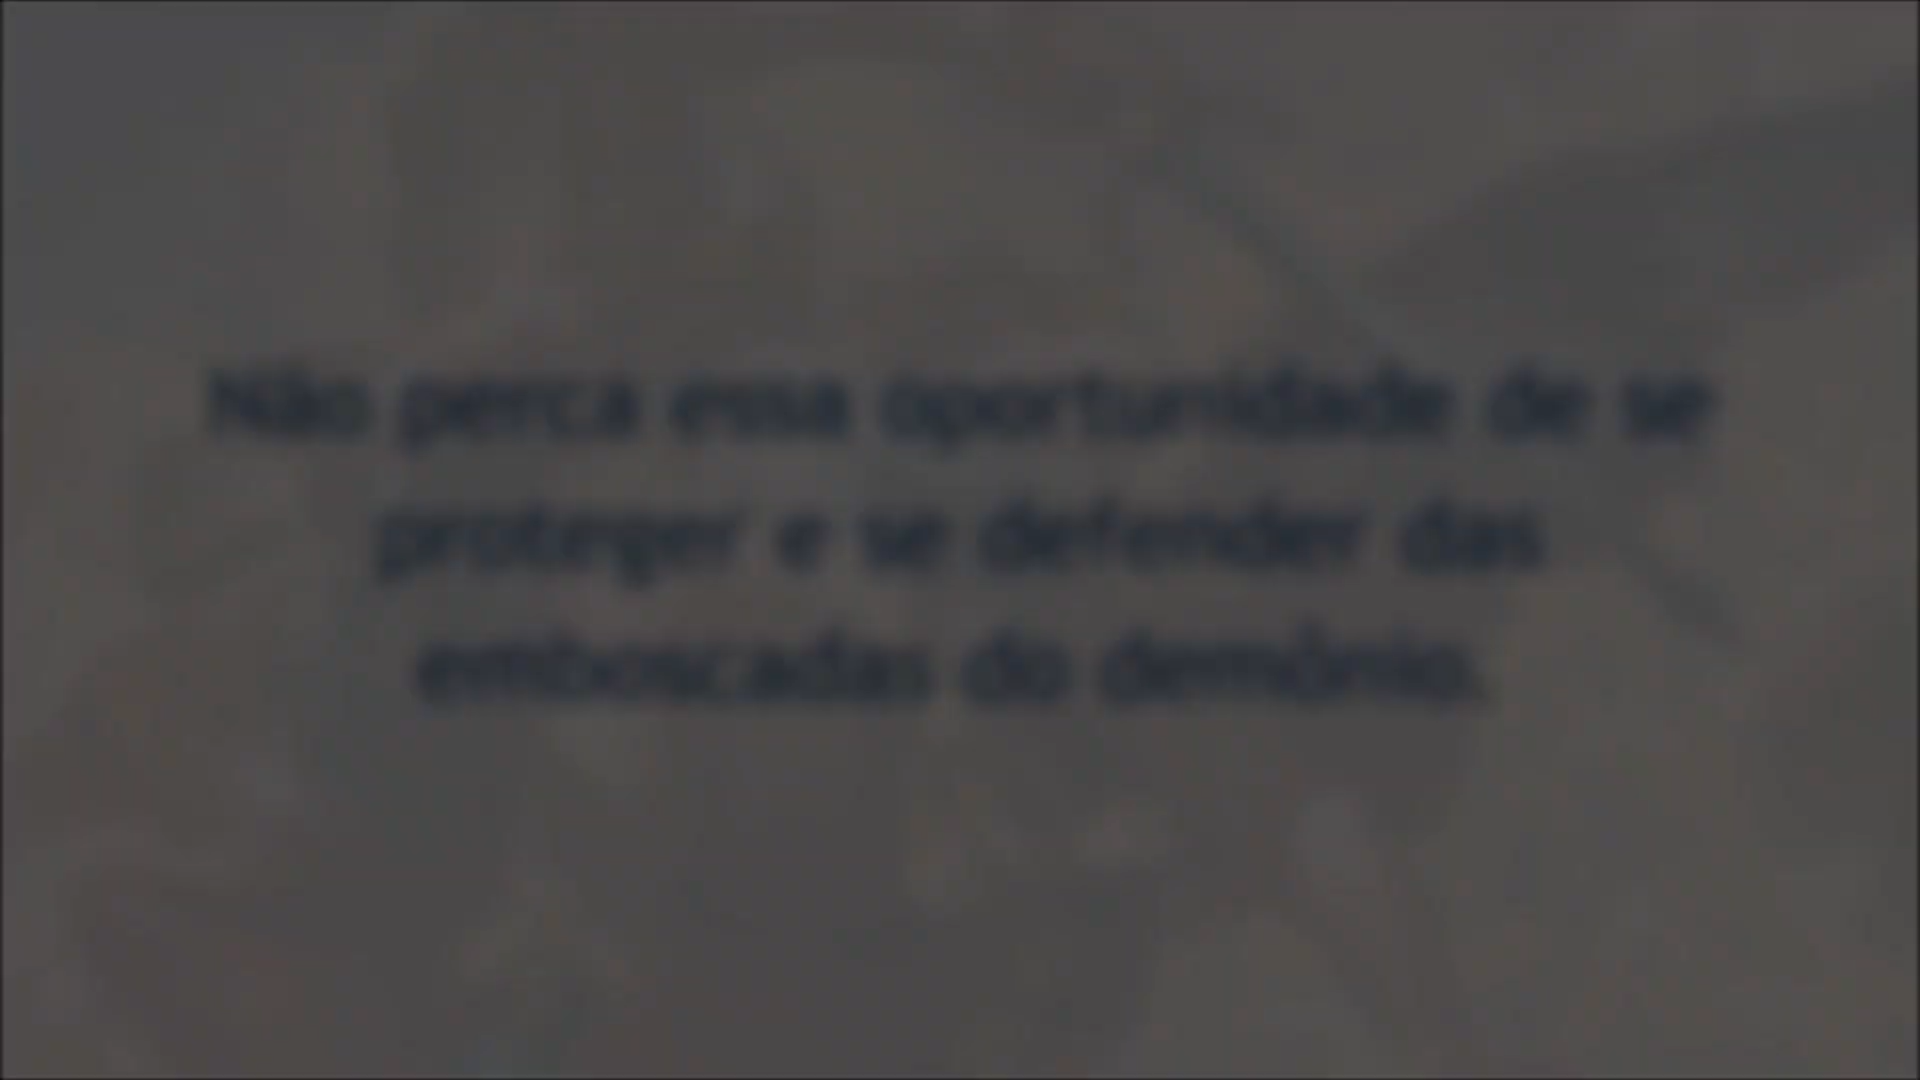 Não perca essa oportunidade de se
proteger e se defender das
emboscadas do demônio.